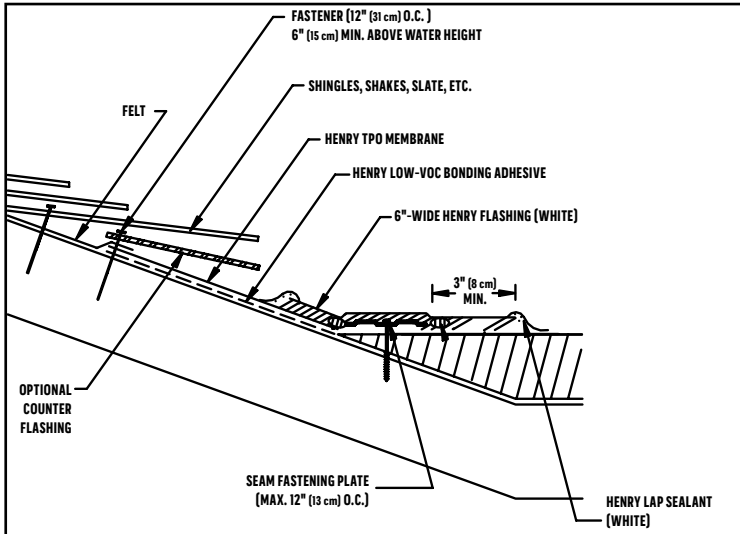 FASTENER (12" (31 cm) O.C. )
6" (15 cm) MIN. ABOVE WATER HEIGHT
SHINGLES, SHAKES, SLATE, ETC.
FELT
HENRY TPO MEMBRANE
HENRY LOW-VOC BONDING ADHESIVE
6"-WIDE HENRY FLASHING (WHITE)
3" (8 cm)
MIN.
OPTIONAL
COUNTER
FLASHING
SEAM FASTENING PLATE
(MAX. 12" (13 cm) O.C.)
HENRY LAP SEALANT
(WHITE)